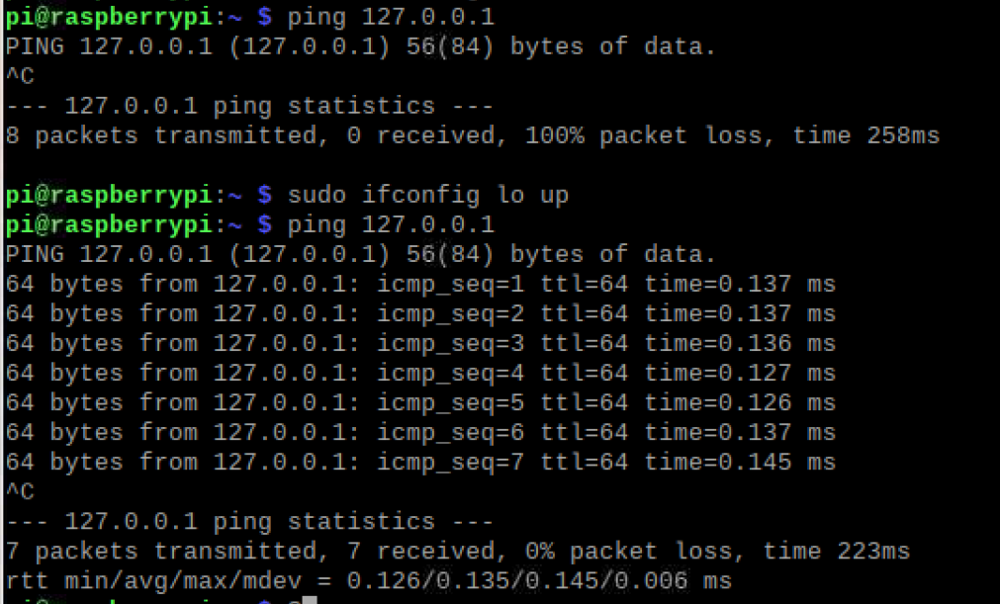 pi@raspberrypi:~ $ ping 127.0.0.1
PING 127.0.0.1 (127.0.0.1) 56(84) bytes of data.
^C
--- 127.0.0.1 ping statistics ---
8 packets transmitted, 0 received, 100% packet loss, time 258ms
pi@raspberrypi:~ $ sudo ifconfig lo up
pi@raspberrypi:~ $ ping 127.0.0.1
PING 127.0.0.1 (127.0.0.1) 56(84) bytes of data.
64 bytes from 127.0.0.1: icmp_seq=1 ttl=64 time=0.137 ms
64 bytes from 127.0.0.1: icmp_seq=2 ttl=64 time=0.137 ms
64 bytes from 127.0.0.1: icmp_seq=3 ttl=64 time=0.136 ms
64 bytes from 127.0.0.1: icmp_seq=4 ttl=64 time=0.127 ms
64 bytes from 127.0.0.1: icmp_seq=5 ttl=64 time=0.126 ms
64 bytes from 127.0.0.1: icmp_seq=6 ttl=64 time=0.137 ms
64 bytes from 127.0.0.1: icmp_seq=7 ttl=64 time=0.145 ms
^C
--- 127.0.0.1 ping statistics ---
7 packets transmitted, 7 received, 0% packet loss, time 223ms
rtt min/avg/max/mdev = 0.126/0.135/0.145/0.006 ms